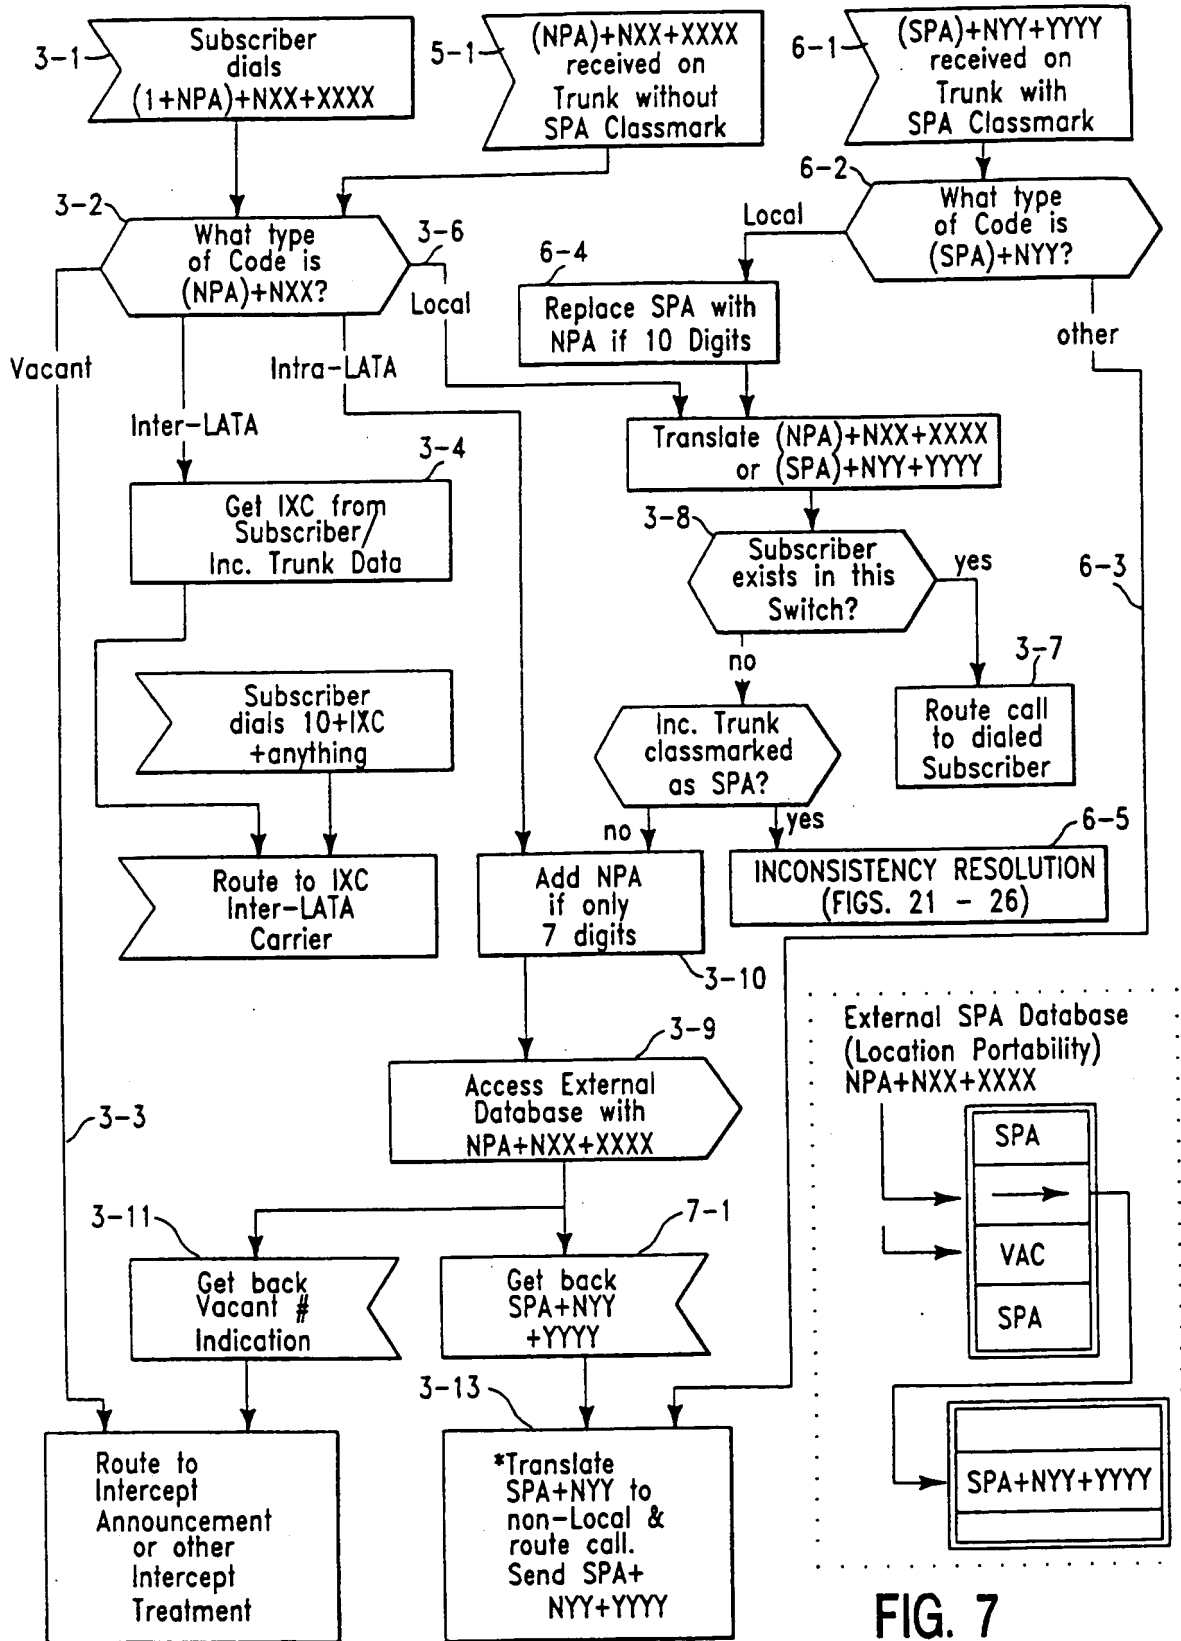 3-1
Subscriber
dials
(1+NPA)+NXX+XXXX
5-1
(NPA)+NXX+XXXX
received on
Trunk without
SPA Classmark
6-1
(SPA)+NYY+YYYY
received on
Trunk with
SPA Classmark
3-2
What type
of Code is
(NPA)+NXX?
3-6
Local
Vacant
Inter-LATA
Intra-LATA
6-2
What type
of Code is
(SPA)+NYY?
Local
other
6-4
Replace SPA with
NPA if 10 Digits
Translate (NPA)+NXX+XXXX
or (SPA)+NYY+YYYY
3-4
Get IXC from
Subscriber/
Inc. Trunk Data
3-8
Subscriber
exists in this
Switch?
yes
no
6-3
3-7
Route call
to dialed
Subscriber
Subscriber
dials 10+IXC
+anything
Inc. Trunk
classmarked
as SPA?
no
yes
6-5
INCONSISTENCY RESOLUTION
(FIGS. 21 - 26)
Route to IXC
Inter-LATA
Carrier
Add NPA
if only
7 digits
3-10
3-9
Access External
Database with
NPA+NXX+XXXX
3-3
3-11
Get back
Vacant #
Indication
7-1
Get back
SPA+NYY
+YYYY
3-13
Route to
Intercept
Announcement
or other
Intercept
Treatment
*Translate
SPA+NYY to
non-Local &
route call.
Send SPA+
NYY+YYYY
External SPA Database
(Location Portability)
NPA+NXX+XXXX
SPA
VAC
SPA
SPA+NYY+YYYY
FIG. 7